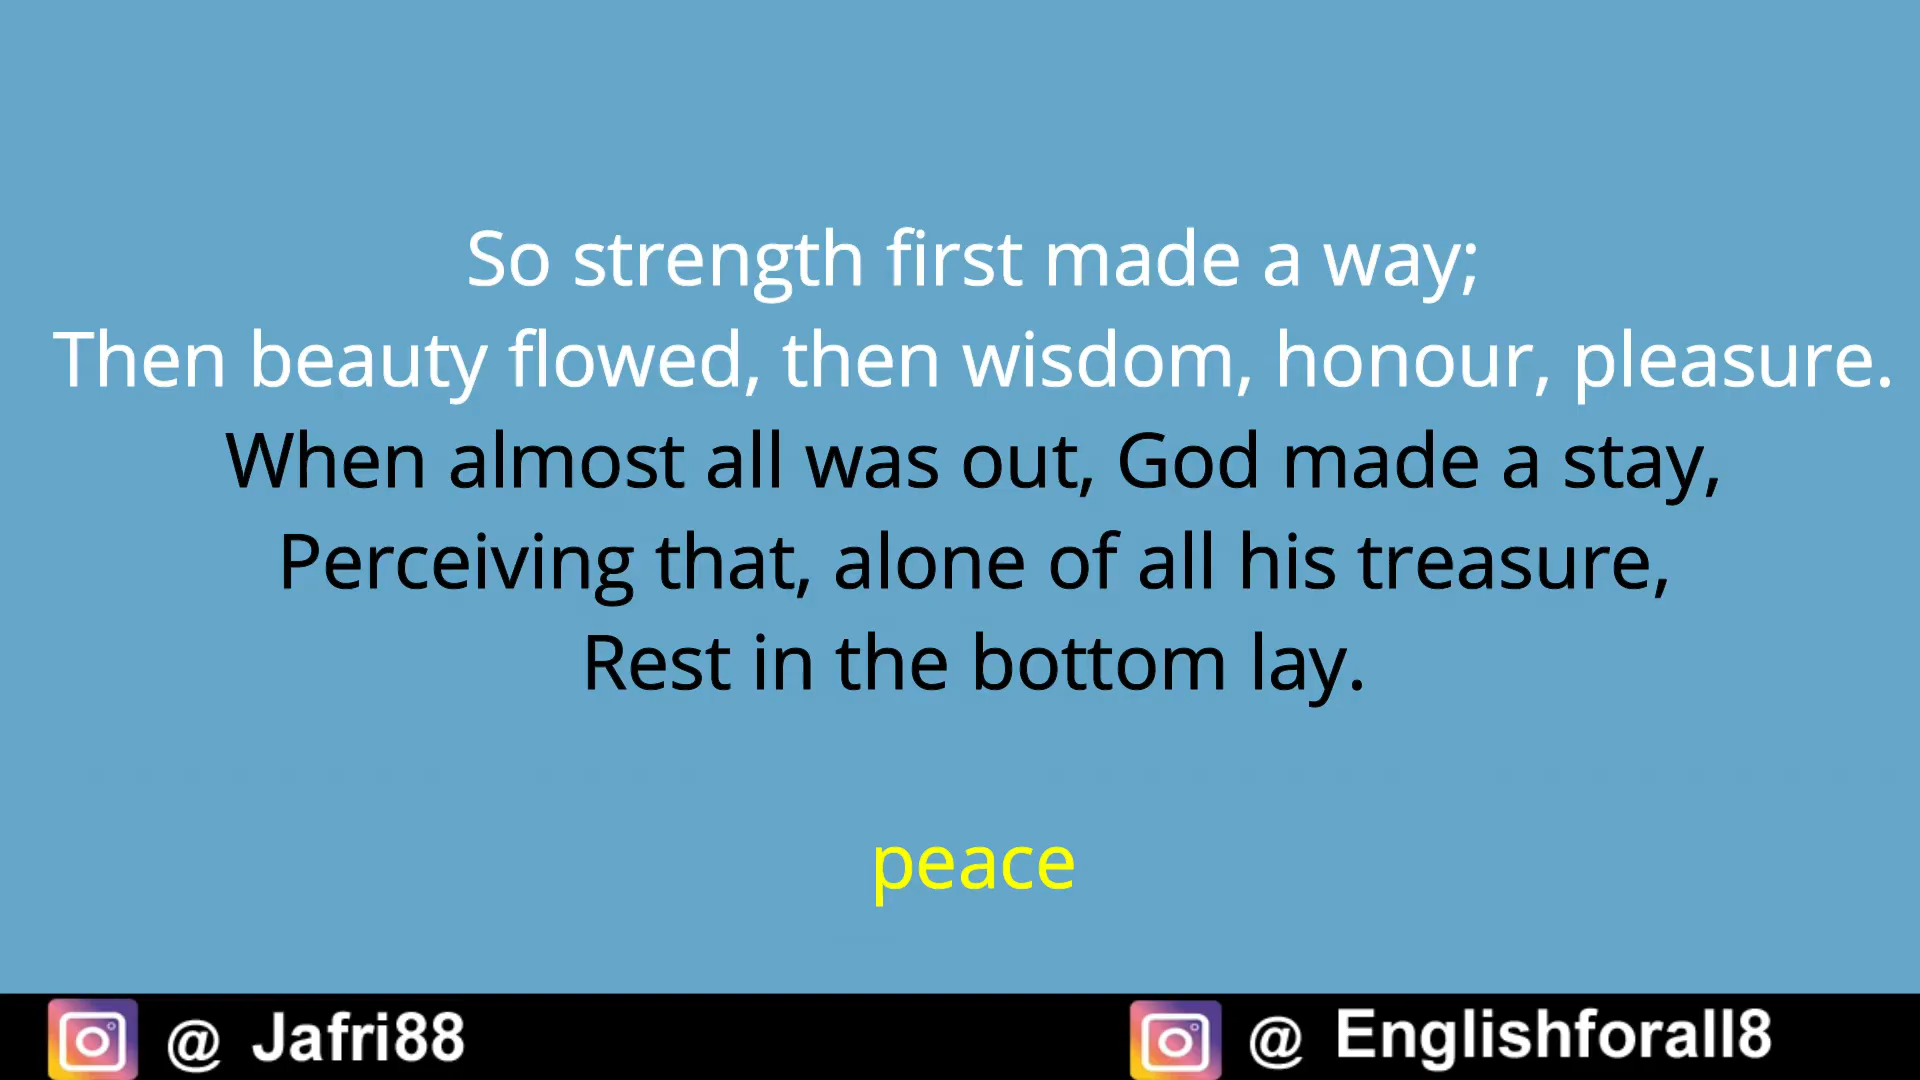 So strength first made a way;
Then beauty flowed, then wisdom, honour, pleasure.
When almost all was out, God made a stay,
Perceiving that, alone of all his treasure,
Rest in the bottom lay.
peace
@ Jafri88
@ Englishforall8